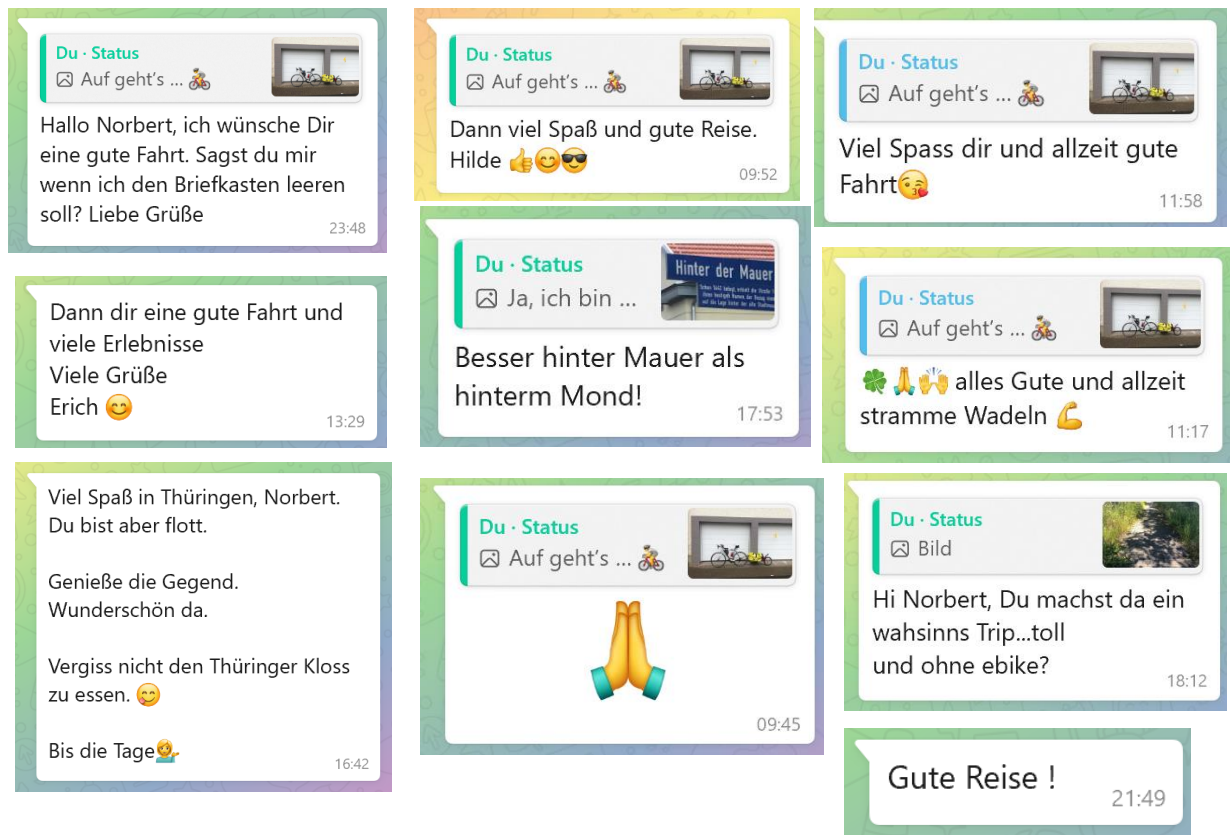 Du · Status
Auf geht's ... 🚴
Hallo Norbert, ich wünsche Dir
eine gute Fahrt. Sagst du mir
wenn ich den Briefkasten leeren
soll? Liebe Grüße
23:48
Dann dir eine gute Fahrt und
viele Erlebnisse
Viele Grüße
Erich 😊
13:29
Viel Spaß in Thüringen, Norbert.
Du bist aber flott.
Genieße die Gegend.
Wunderschön da.
Vergiss nicht den Thüringer Kloss
zu essen. 😋
Bis die Tage💁‍♀️
16:42
Du · Status
Auf geht's ... 🚴
Dann viel Spaß und gute Reise.
Hilde 👍😊😎
09:52
Du · Status
Ja, ich bin ...
Hinter der Mauer
Besser hinter Mauer als
hinterm Mond!
17:53
Du · Status
Auf geht's ... 🚴
🙏
09:45
Du · Status
Auf geht's ... 🚴
Viel Spass dir und allzeit gute
Fahrt😘
11:58
Du · Status
Auf geht's ... 🚴
🍀🙏🙌 alles Gute und allzeit
stramme Wadeln 💪
11:17
Du · Status
Bild
Hi Norbert, Du machst da ein
wahsinns Trip...toll
und ohne ebike?
18:12
Gute Reise !
21:49